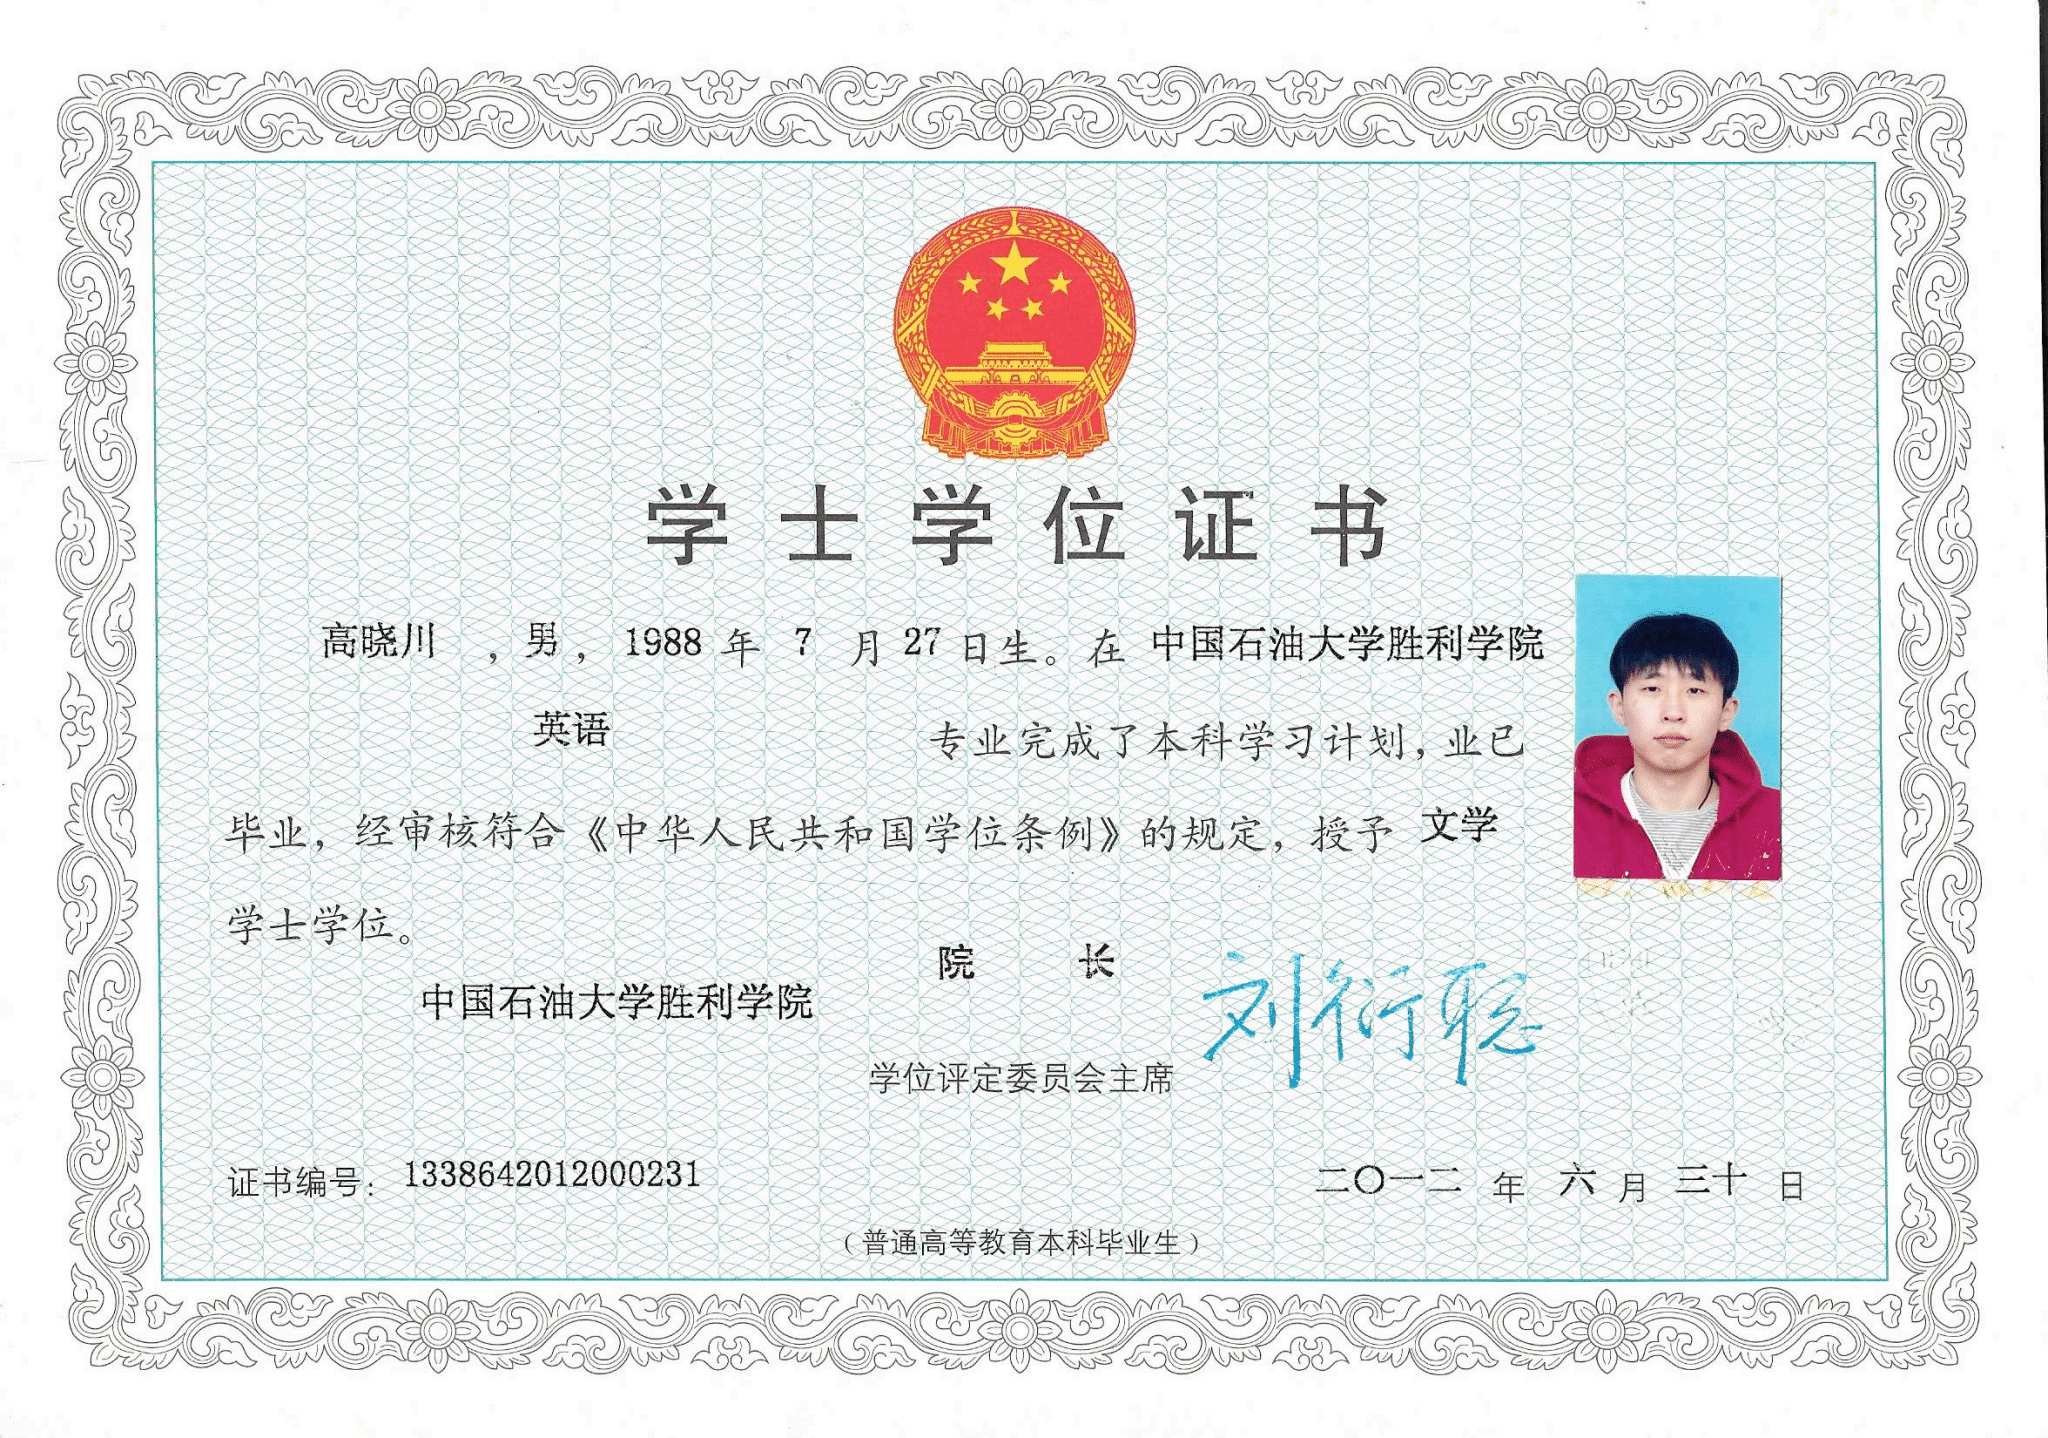 学士学位证书
高晓川 ，男， 1988 年 7 月 27 日生。在 中国石油大学胜利学院
英语 专业完成了本科学习计划，业已
毕业，经审核符合《中华人民共和国学位条例》的规定，授予 文学
学士学位。
院 长
中国石油大学胜利学院
刘衍聪
学位评定委员会主席
证书编号： 1338642012000231
二〇一二 年 六 月 三十 日
（普通高等教育本科毕业生）